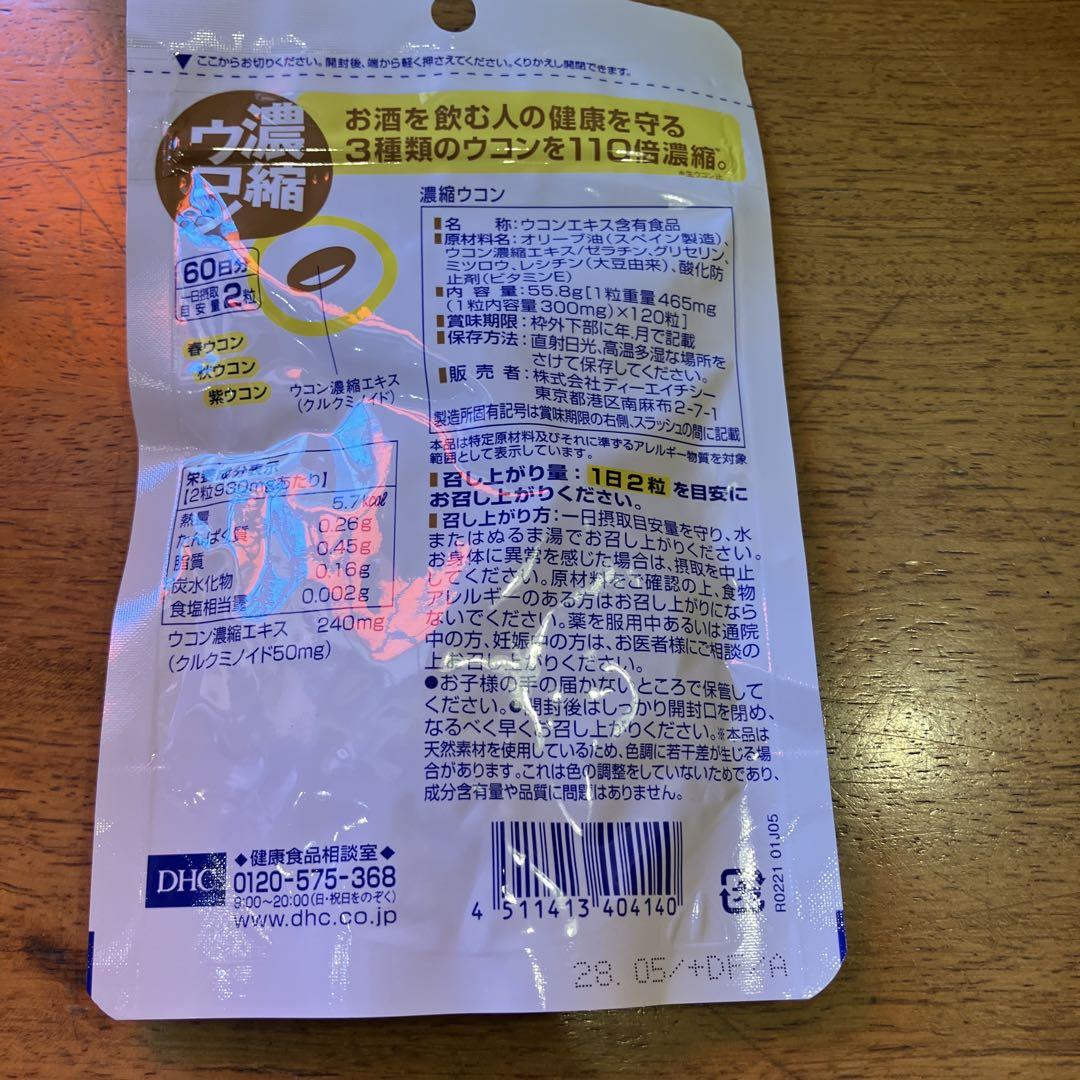 ▼ここからお切りください。開封後、端から軽く押さえてください。くりかえし開閉できます。
濃縮
ウコン
お酒を飲む人の健康を守る
3種類のウコンを110倍濃縮。*
*生ウコン比
60日分
一日摂取
目安量2粒
春ウコン
秋ウコン
紫ウコン
ウコン濃縮エキス
(クルクミノイド)
濃縮ウコン
■名 称:ウコンエキス含有食品
■原材料名:オリーブ油(スペイン製造)、
ウコン濃縮エキス/ゼラチン、グリセリン、
ミツロウ、レシチン(大豆由来)、酸化防
止剤(ビタミンE)
■内 容 量:55.8g[1粒重量465mg
(1粒内容量300mg)×120粒]
■賞味期限:枠外下部に年、月で記載
■保存方法:直射日光、高温多湿な場所を
さけて保存してください。
■販 売 者:株式会社ディーエイチシー
東京都港区南麻布2-7-1
製造所固有記号は賞味期限の右側、スラッシュの間に記載
本品は特定原材料及びそれに準ずるアレルギー物質を対象
範囲として表示しています。
栄養成分表示
【2粒930mgあたり】
熱量 5.7kcal
たんぱく質 0.26g
脂質 0.45g
炭水化物 0.16g
食塩相当量 0.002g
ウコン濃縮エキス 240mg
(クルクミノイド50mg)
■召し上がり量:1日2粒を目安に
お召し上がりください。
■召し上がり方:一日摂取目安量を守り、水
またはぬるま湯でお召し上がりください。
お身体に異常を感じた場合は、摂取を中止
してください。原材料をご確認の上、食物
アレルギーのある方はお召し上がりになら
ないでください。薬を服用中あるいは通院
中の方、妊娠中の方は、お医者様にご相談の
上お召し上がりください。
●お子様の手の届かないところで保管して
ください。●開封後はしっかり開封口を閉め、
なるべく早くお召し上がりください。※本品は
天然素材を使用しているため、色調に若干差が生じる場
合があります。これは色の調整をしていないためであり、
成分含有量や品質に問題はありません。
DHC
◆健康食品相談室◆
0120-575-368
9:00~20:00(日・祝日をのぞく)
www.dhc.co.jp
4 511413 404140
R0221 01J05
28. 05/+DF